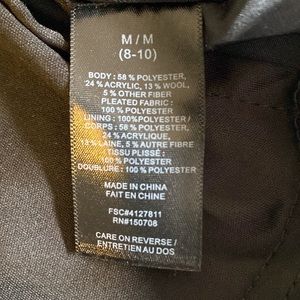 M / M
(8-10)
BODY : 58 % POLYESTER,
24 % ACRYLIC, 13 % WOOL,
5 % OTHER FIBER
PLEATED FABRIC :
100 % POLYESTER
LINING : 100%POLYESTER /
CORPS : 58 % POLYESTER,
24 % ACRYLIQUE,
13 % LAINE, 5 % AUTRE FIBRE
TISSU PLISSÉ :
100 % POLYESTER
DOUBLURE : 100 % POLYESTER
MADE IN CHINA
FAIT EN CHINE
FSC#4127811
RN#150708
CARE ON REVERSE /
ENTRETIEN AU DOS